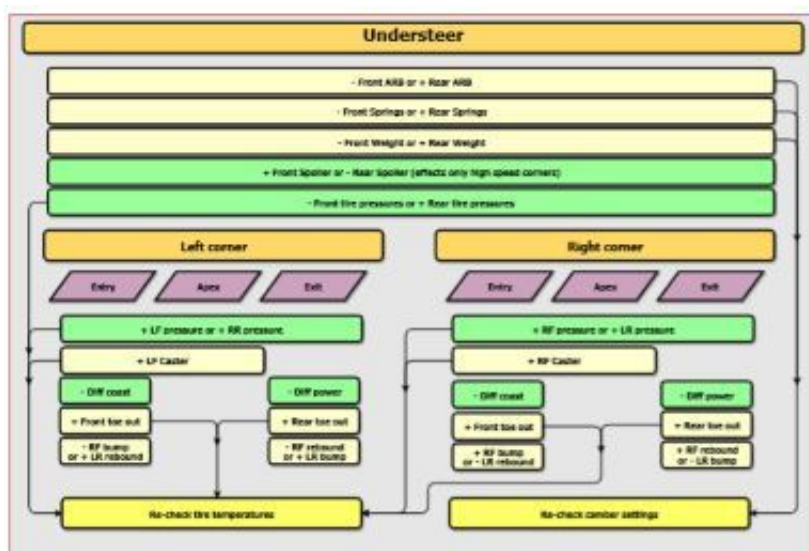 Understeer
- Front ARB or + Rear ARB
- Front Springs or + Rear Springs
- Front Weight or + Rear Weight
+ Front Spoiler or - Rear Spoiler (effects only high speed corners)
- Front tire pressures or + Rear tire pressures
Left corner
Right corner
Entry
Apex
Exit
Entry
Apex
Exit
+ LF pressure or + RR pressure
+ RF pressure or + LR pressure
+ LF Caster
+ RF Caster
- Diff coast
- Diff power
- Diff coast
- Diff power
+ Front toe out
+ Rear toe out
+ Front toe out
+ Rear toe out
- RF bump
or + LR rebound
- RF rebound
or + LR bump
+ RF bump
or - LR rebound
+ RF rebound
or - LR bump
Re-check tire temperatures
Re-check camber settings